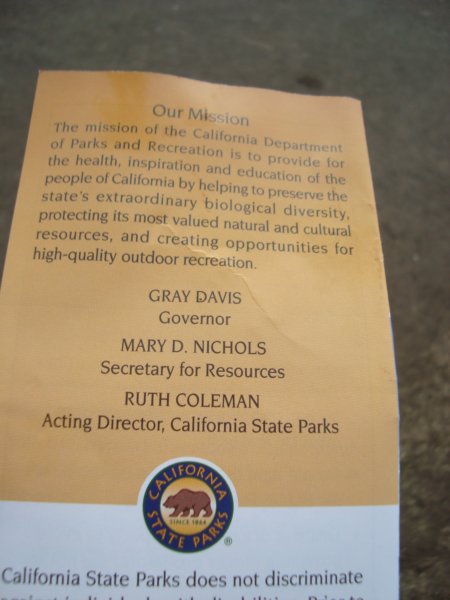 Our Mission
The mission of the California Department
of Parks and Recreation is to provide for
the health, inspiration and education of the
people of California by helping to preserve the
state's extraordinary biological diversity,
protecting its most valued natural and cultural
resources, and creating opportunities for
high-quality outdoor recreation.
GRAY DAVIS
Governor
MARY D. NICHOLS
Secretary for Resources
RUTH COLEMAN
Acting Director, California State Parks
CALIFORNIA
SINCE 1864
STATE PARKS
®
California State Parks does not discriminate